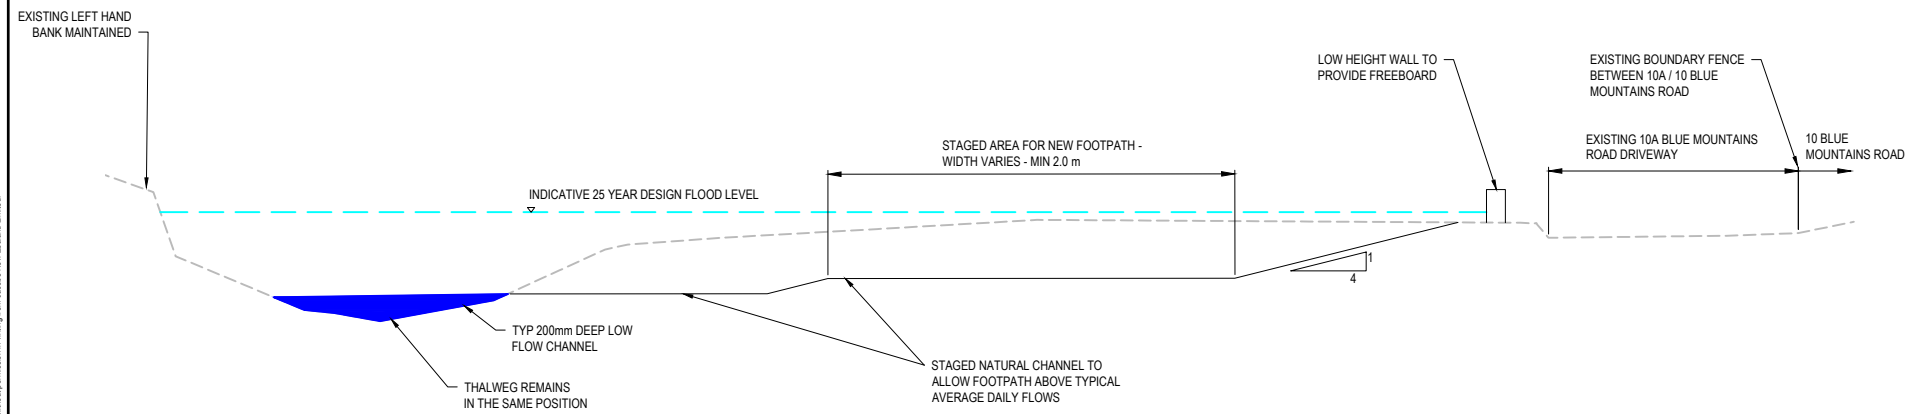 EXISTING LEFT HAND
BANK MAINTAINED
INDICATIVE 25 YEAR DESIGN FLOOD LEVEL
STAGED AREA FOR NEW FOOTPATH -
WIDTH VARIES - MIN 2.0 m
LOW HEIGHT WALL TO
PROVIDE FREEBOARD
EXISTING BOUNDARY FENCE
BETWEEN 10A / 10 BLUE
MOUNTAINS ROAD
EXISTING 10A BLUE MOUNTAINS
ROAD DRIVEWAY
10 BLUE
MOUNTAINS ROAD
1
4
TYP 200mm DEEP LOW
FLOW CHANNEL
THALWEG REMAINS
IN THE SAME POSITION
STAGED NATURAL CHANNEL TO
ALLOW FOOTPATH ABOVE TYPICAL
AVERAGE DAILY FLOWS